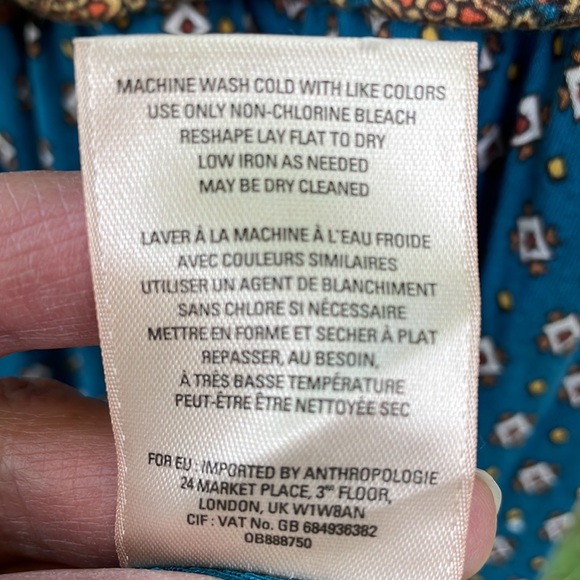 MACHINE WASH COLD WITH LIKE COLORS
USE ONLY NON-CHLORINE BLEACH
RESHAPE LAY FLAT TO DRY
LOW IRON AS NEEDED
MAY BE DRY CLEANED
LAVER À LA MACHINE À L'EAU FROIDE
AVEC COULEURS SIMILAIRES
UTILISER UN AGENT DE BLANCHIMENT
SANS CHLORE SI NÉCESSAIRE
METTRE EN FORME ET SECHER À PLAT
REPASSER, AU BESOIN,
À TRÈS BASSE TEMPÉRATURE
PEUT-ÊTRE ÊTRE NETTOYÉE SEC
FOR EU : IMPORTED BY ANTHROPOLOGIE
24 MARKET PLACE, 3RD FLOOR,
LONDON, UK W1W8AN
CIF : VAT No. GB 684936382
OB888750